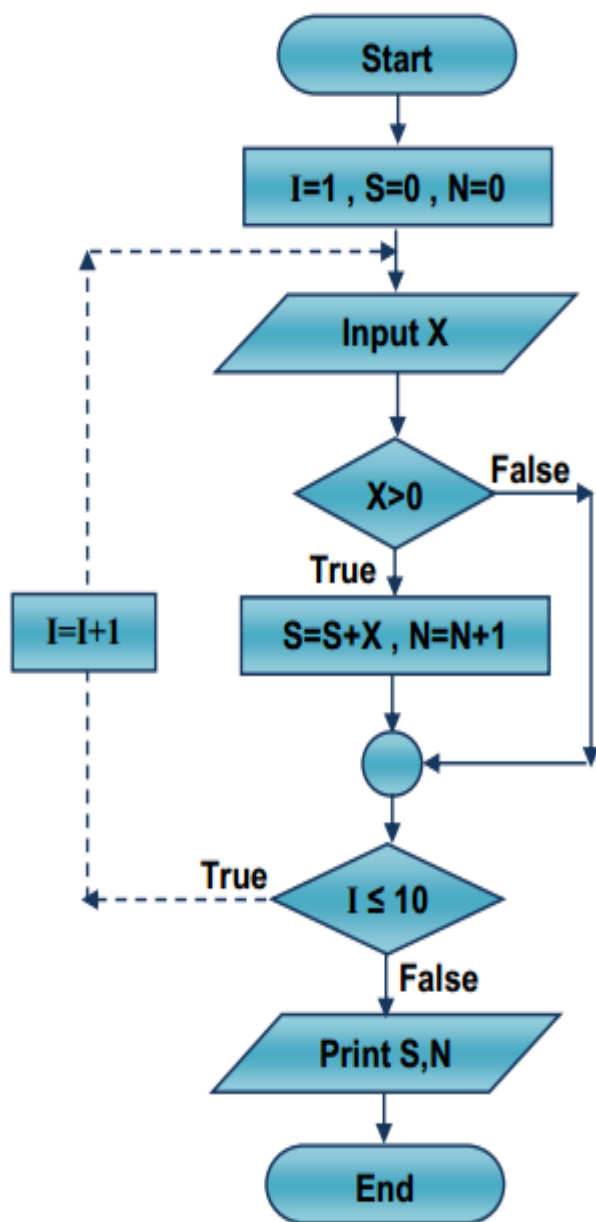 Start
I=1 , S=0 , N=0
Input X
X>0
False
True
S=S+X , N=N+1
I=I+1
I ≤ 10
True
False
Print S,N
End